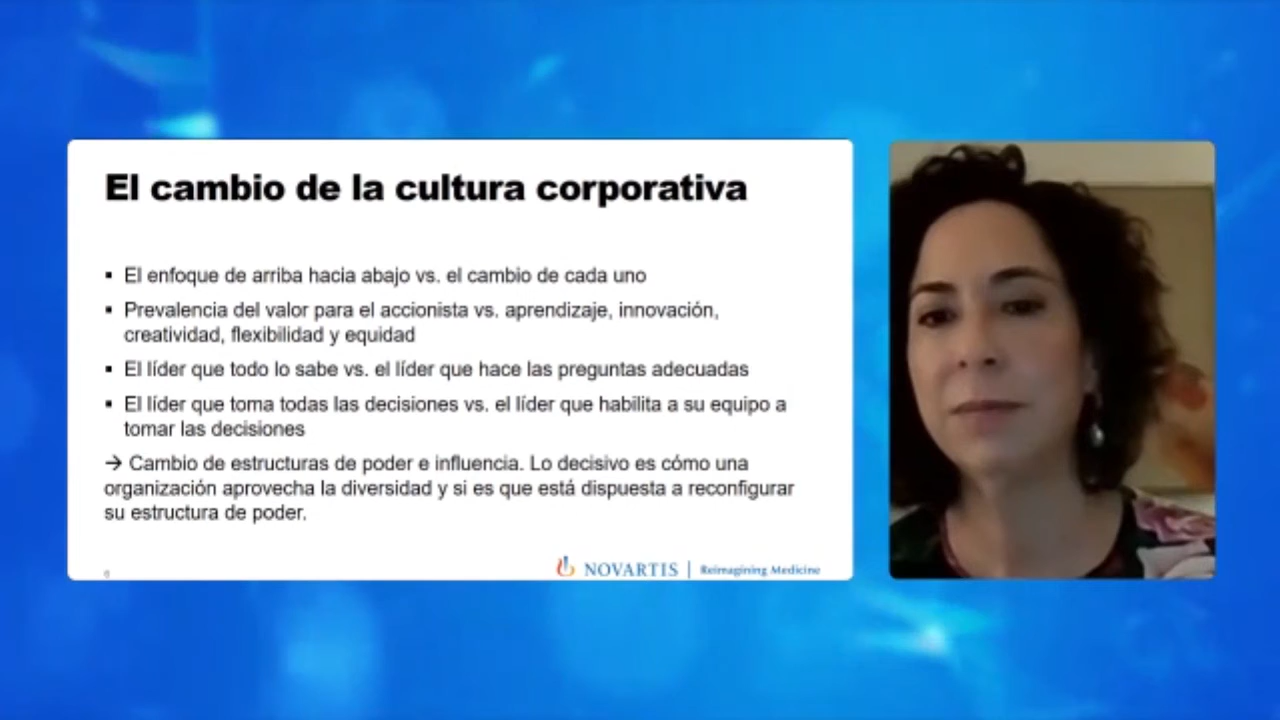 El cambio de la cultura corporativa
▪ El enfoque de arriba hacia abajo vs. el cambio de cada uno
▪ Prevalencia del valor para el accionista vs. aprendizaje, innovación,
creatividad, flexibilidad y equidad
▪ El líder que todo lo sabe vs. el líder que hace las preguntas adecuadas
▪ El líder que toma todas las decisiones vs. el líder que habilita a su equipo a
tomar las decisiones
→ Cambio de estructuras de poder e influencia. Lo decisivo es cómo una
organización aprovecha la diversidad y si es que está dispuesta a reconfigurar
su estructura de poder.
NOVARTIS | Reimagining Medicine